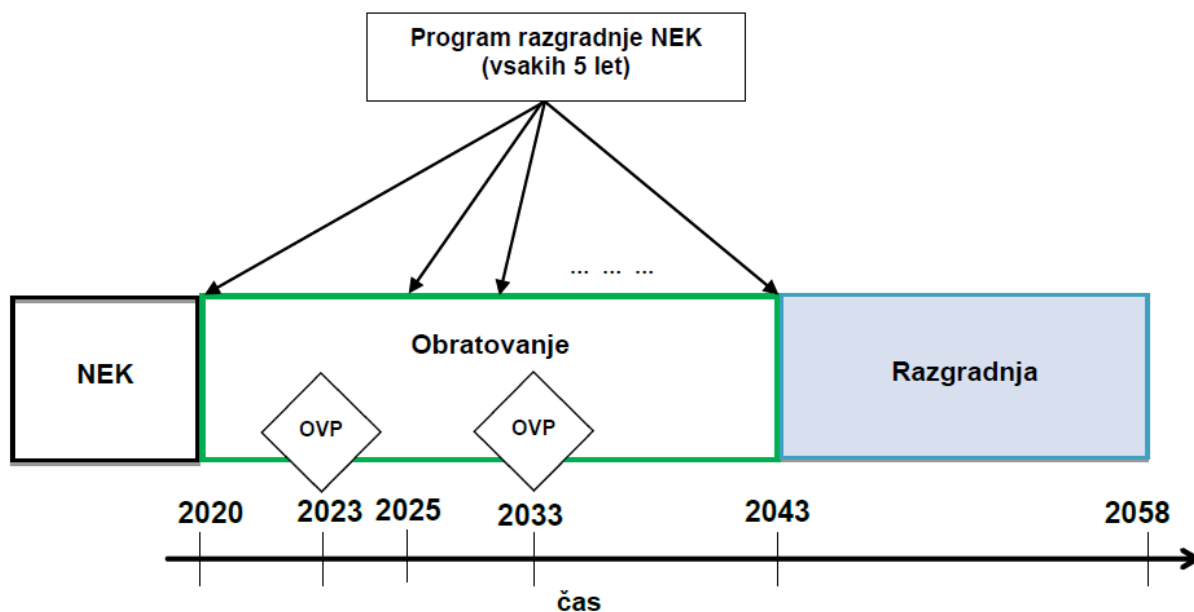 Program razgradnje NEK
(vsakih 5 let)
... ... ...
NEK
Obratovanje
Razgradnja
OVP
OVP
2020
2023
2025
2033
2043
2058
čas